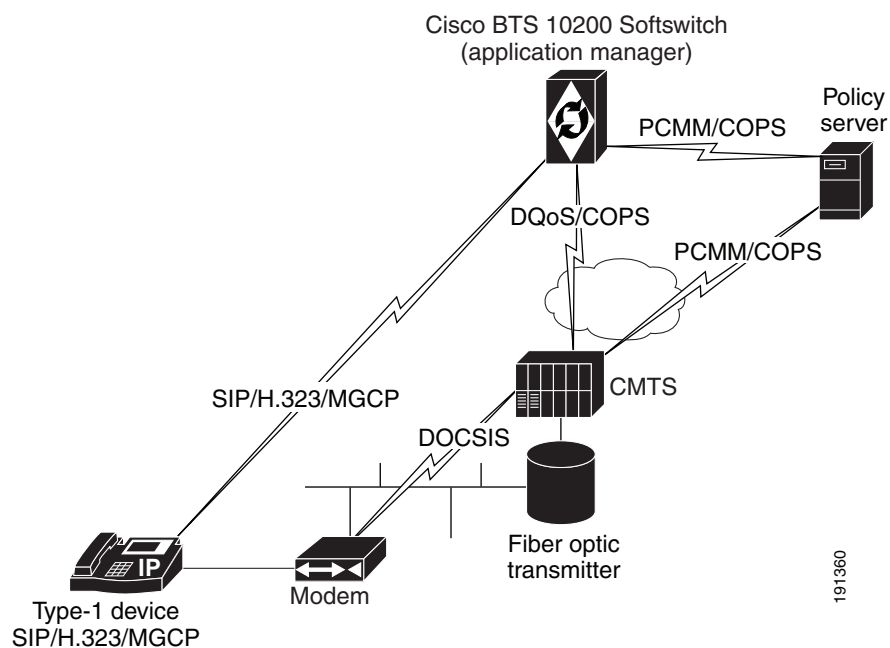 Cisco BTS 10200 Softswitch
(application manager)
Policy
server
PCMM/COPS
DQoS/COPS
PCMM/COPS
SIP/H.323/MGCP
CMTS
DOCSIS
Fiber optic
transmitter
IP
Modem
Type-1 device
SIP/H.323/MGCP
191360